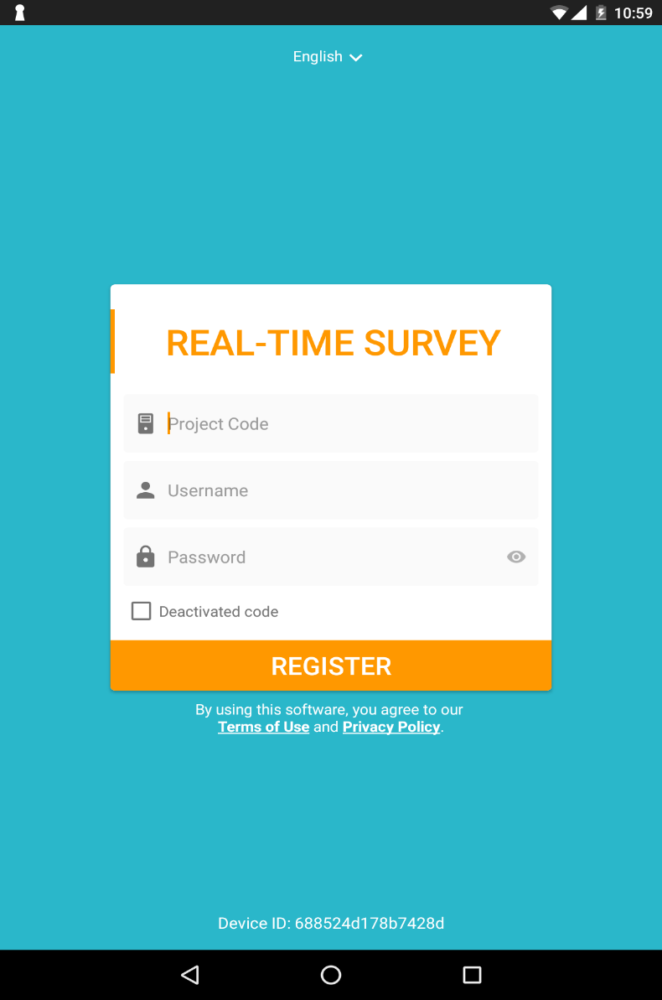 10:59
English
REAL-TIME SURVEY
Project Code
Username
Password
Deactivated code
REGISTER
By using this software, you agree to our
Terms of Use and Privacy Policy.
Device ID: 688524d178b7428d